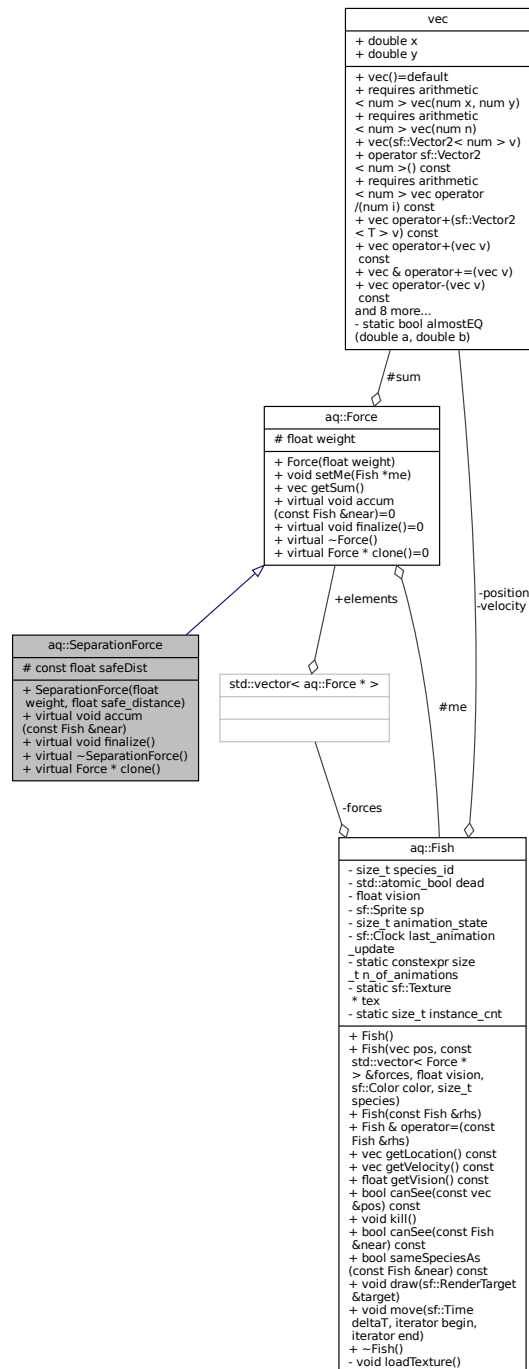 vec
+ double x
+ double y
+ vec()=default
+ requires arithmetic
< num > vec(num x, num y)
+ requires arithmetic
< num > vec(num n)
+ vec(sf::Vector2< num > v)
+ operator sf::Vector2
< num >() const
+ requires arithmetic
< num > vec operator
/(num i) const
+ vec operator+(sf::Vector2
< T > v) const
+ vec operator+(vec v)
const
+ vec & operator+=(vec v)
+ vec operator-(vec v)
const
and 8 more...
- static bool almostEQ
(double a, double b)
#sum
aq::Force
# float weight
+ Force(float weight)
+ void setMe(Fish *me)
+ vec getSum()
+ virtual void accum
(const Fish &near)=0
+ virtual void finalize()=0
+ virtual ~Force()
+ virtual Force * clone()=0
+elements
-position
-velocity
aq::SeparationForce
# const float safeDist
+ SeparationForce(float
weight, float safe_distance)
+ virtual void accum
(const Fish &near)
+ virtual void finalize()
+ virtual ~SeparationForce()
+ virtual Force * clone()
std::vector< aq::Force * >
#me
-forces
aq::Fish
- size_t species_id
- std::atomic_bool dead
- float vision
- sf::Sprite sp
- size_t animation_state
- sf::Clock last_animation
_update
- static constexpr size
_t n_of_animations
- static sf::Texture
* tex
- static size_t instance_cnt
+ Fish()
+ Fish(vec pos, const
std::vector< Force *
> &forces, float vision,
sf::Color color, size_t
species)
+ Fish(const Fish &rhs)
+ Fish & operator=(const
Fish &rhs)
+ vec getLocation() const
+ vec getVelocity() const
+ float getVision() const
+ bool canSee(const vec
&pos) const
+ void kill()
+ bool canSee(const Fish
&near) const
+ bool sameSpeciesAs
(const Fish &near) const
+ void draw(sf::RenderTarget
&target)
+ void move(sf::Time
deltaT, iterator begin,
iterator end)
+ ~Fish()
- void loadTexture()